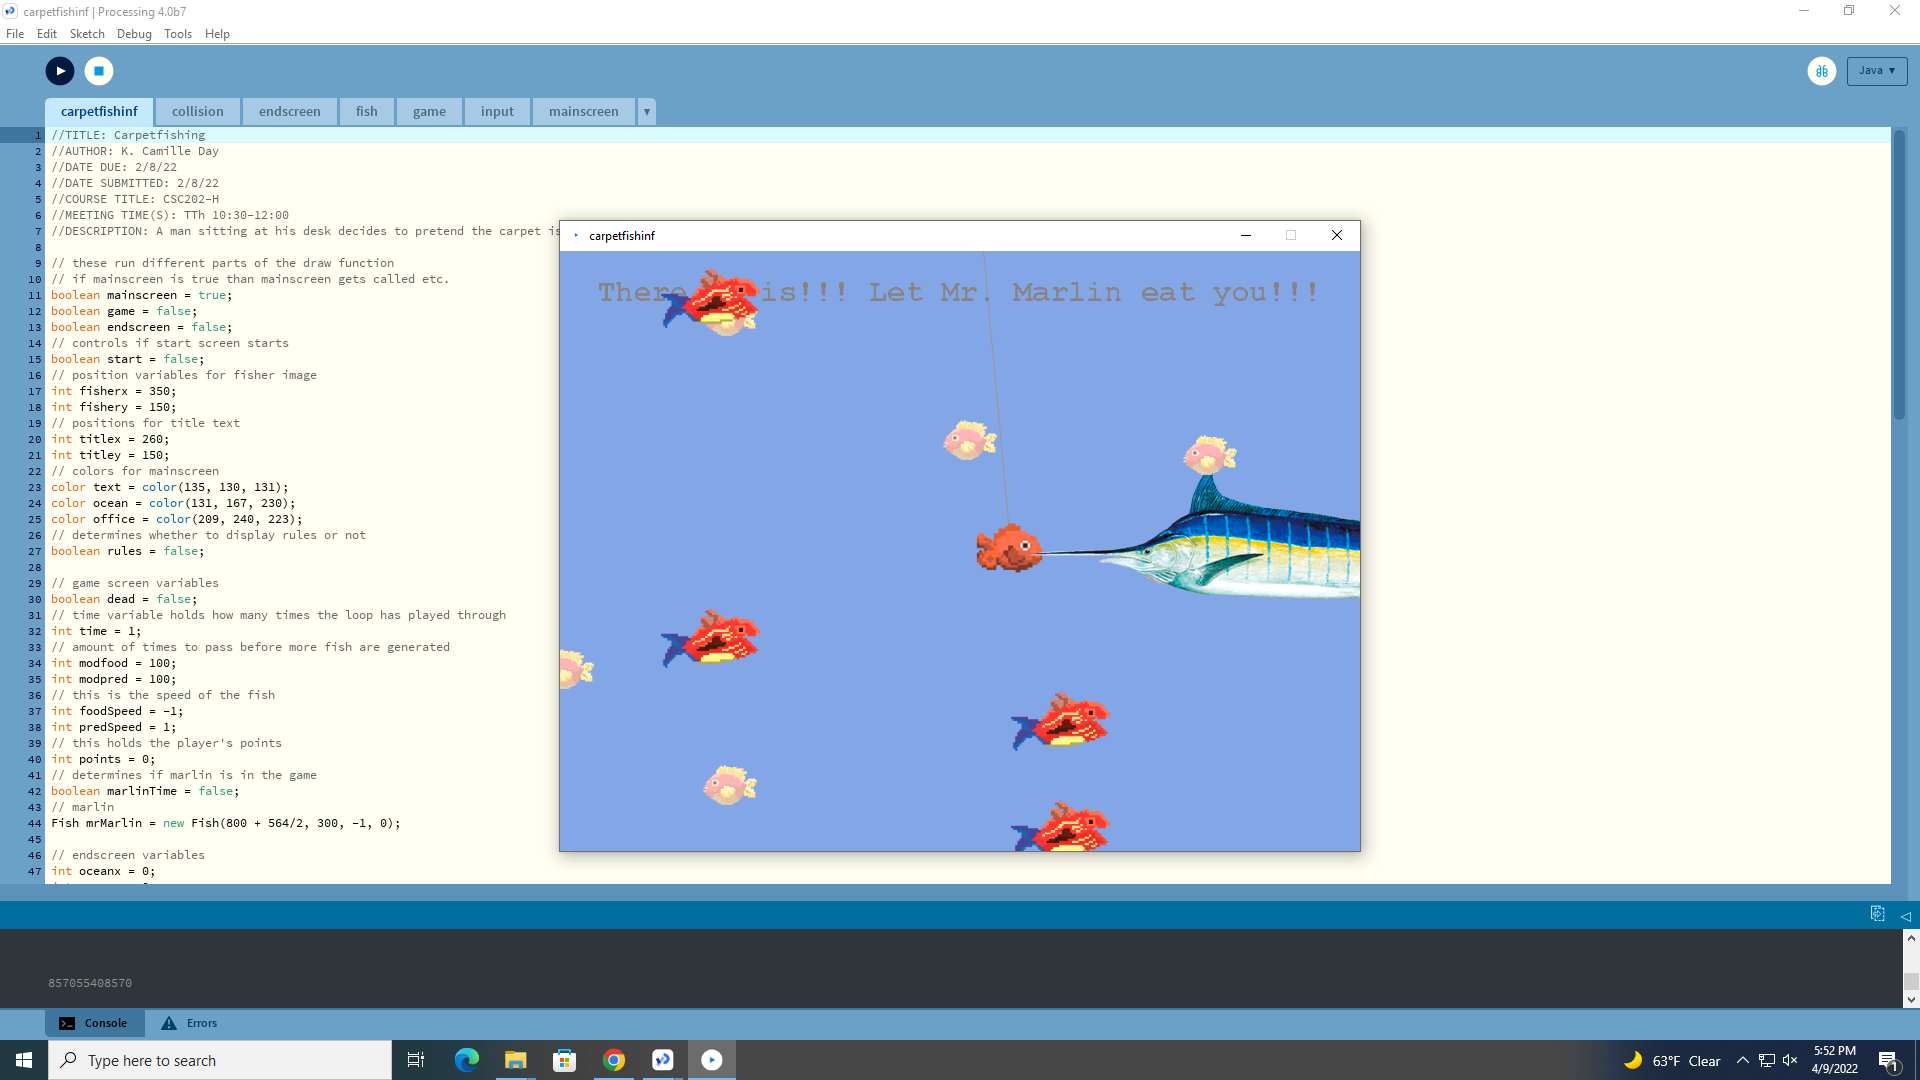 carpetfishinf | Processing 4.0b7
File Edit Sketch Debug Tools Help
Java ▾
carpetfishinf collision endscreen fish game input mainscreen ▾
1 //TITLE: Carpetfishing
2 //AUTHOR: K. Camille Day
3 //DATE DUE: 2/8/22
4 //DATE SUBMITTED: 2/8/22
5 //COURSE TITLE: CSC202-H
6 //MEETING TIME(S): TTh 10:30-12:00
7 //DESCRIPTION: A man sitting at his desk decides to pretend the carpet is
8
9 // these run different parts of the draw function
10 // if mainscreen is true than mainscreen gets called etc.
11 boolean mainscreen = true;
12 boolean game = false;
13 boolean endscreen = false;
14 // controls if start screen starts
15 boolean start = false;
16 // position variables for fisher image
17 int fisherx = 350;
18 int fishery = 150;
19 // positions for title text
20 int titlex = 260;
21 int titley = 150;
22 // colors for mainscreen
23 color text = color(135, 130, 131);
24 color ocean = color(131, 167, 230);
25 color office = color(209, 240, 223);
26 // determines whether to display rules or not
27 boolean rules = false;
28
29 // game screen variables
30 boolean dead = false;
31 // time variable holds how many times the loop has played through
32 int time = 1;
33 // amount of times to pass before more fish are generated
34 int modfood = 100;
35 int modpred = 100;
36 // this is the speed of the fish
37 int foodSpeed = -1;
38 int predSpeed = 1;
39 // this holds the player's points
40 int points = 0;
41 // determines if marlin is in the game
42 boolean marlinTime = false;
43 // marlin
44 Fish mrMarlin = new Fish(800 + 564/2, 300, -1, 0);
45
46 // endscreen variables
47 int oceanx = 0;
carpetfishinf
There is!!! Let Mr. Marlin eat you!!!
857055408570
Console Errors
Type here to search
63°F Clear
5:52 PM
4/9/2022
1